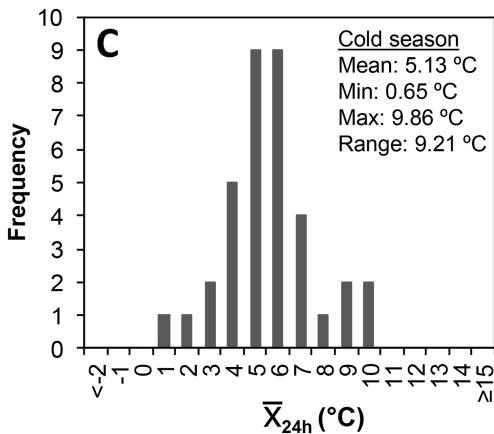 C
Cold season
Mean: 5.13 ºC
Min: 0.65 ºC
Max: 9.86 ºC
Range: 9.21 ºC
Frequency
10
9
8
7
6
5
4
3
2
1
0
<-2 -1 0 1 2 3 4 5 6 7 8 9 10 11 12 13 14 ≥15
X̅24h (°C)